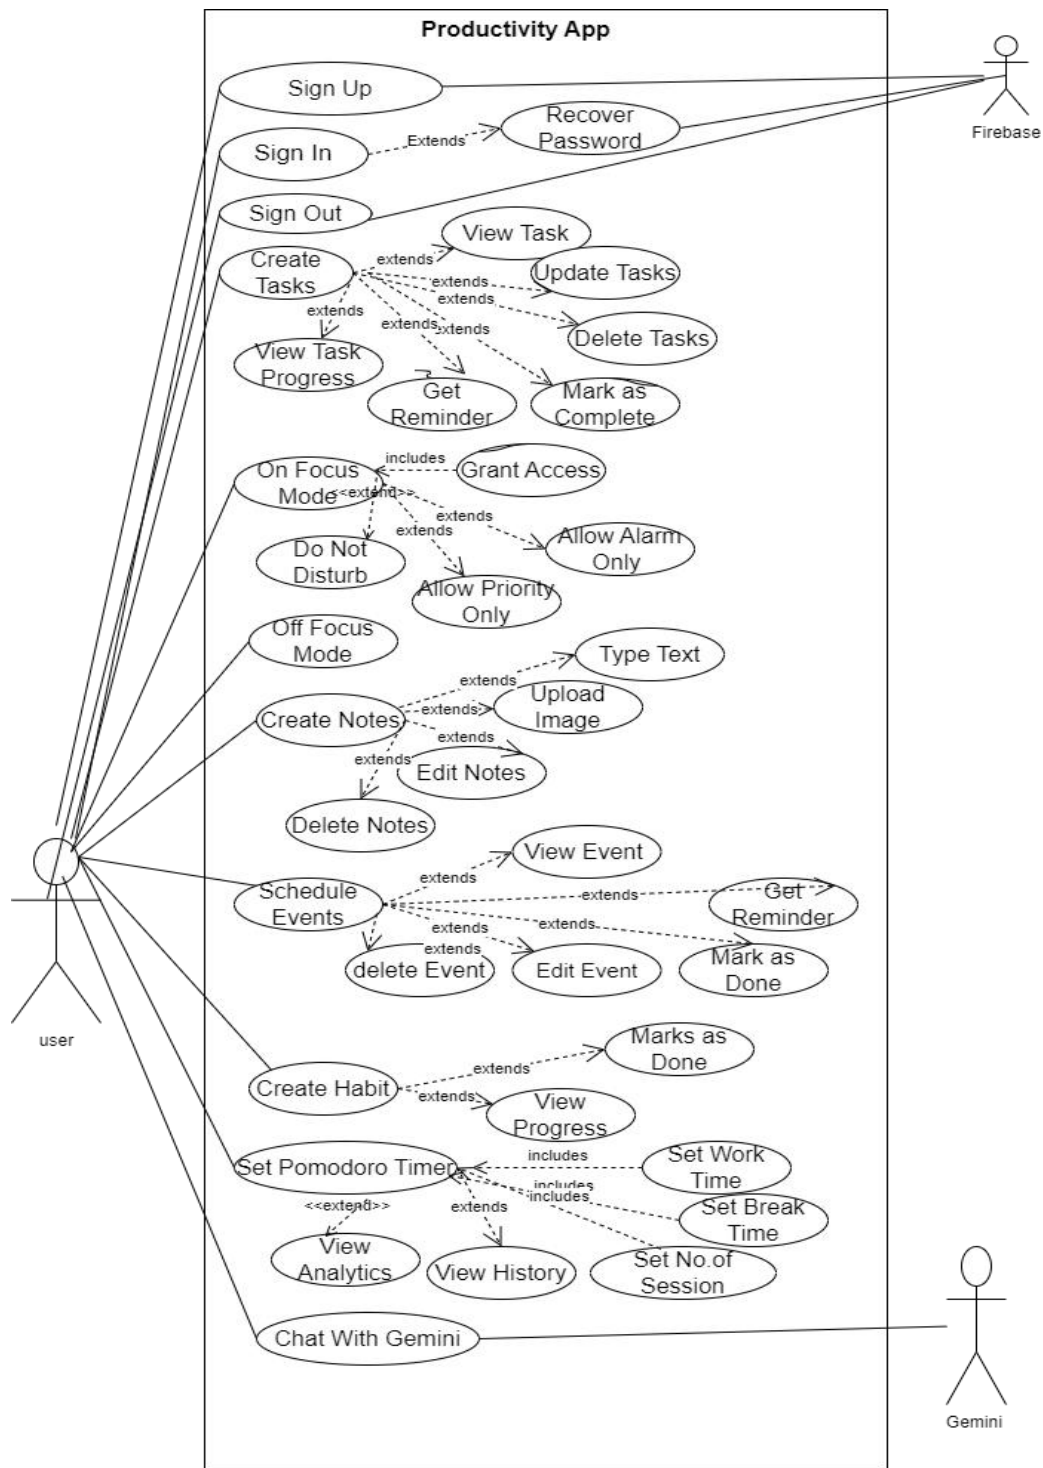 Productivity App
Sign Up
Firebase
Recover
Password
Extends
Sign In
Sign Out
View Task
extends
Create
Tasks
Update Tasks
extends
extends
extends
extends
extends
Delete Tasks
View Task
Progress
Get
Reminder
Mark as
Complete
includes
On Focus
Mode
Grant Access
<<extend>>
extends
extends
Allow Alarm
Only
Do Not
Disturb
Allow Priority
Only
Off Focus
Mode
Type Text
extends
Upload
Image
extends
Create Notes
extends
extends
Edit Notes
Delete Notes
View Event
extends
Schedule
Events
extends
Get
Reminder
extends
extends
extends
delete Event
Edit Event
Mark as
Done
user
Marks as
Done
extends
Create Habit
extends
View
Progress
includes
Set Work
Time
Set Pomodoro Timer
includes
includes
Set Break
Time
<<extend>>
extends
View
Analytics
View History
Set No.of
Session
Chat With Gemini
Gemini